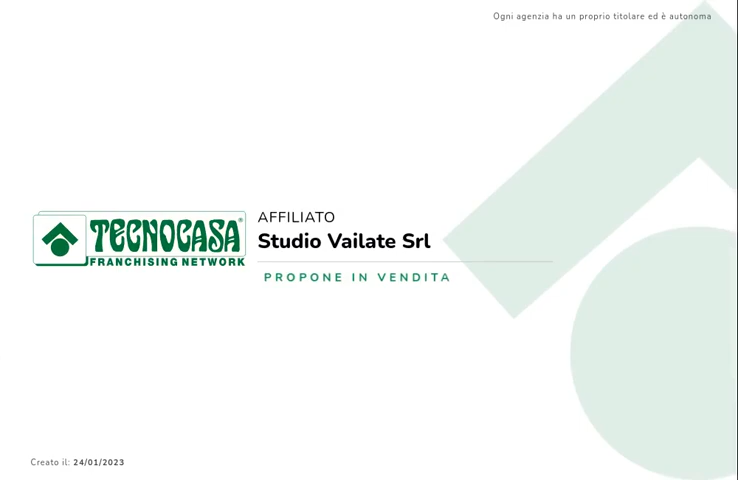 Ogni agenzia ha un proprio titolare ed è autonoma
TECNOCASA®
FRANCHISING NETWORK
AFFILIATO
Studio Vailate Srl
PROPONE IN VENDITA
Creato il: 24/01/2023